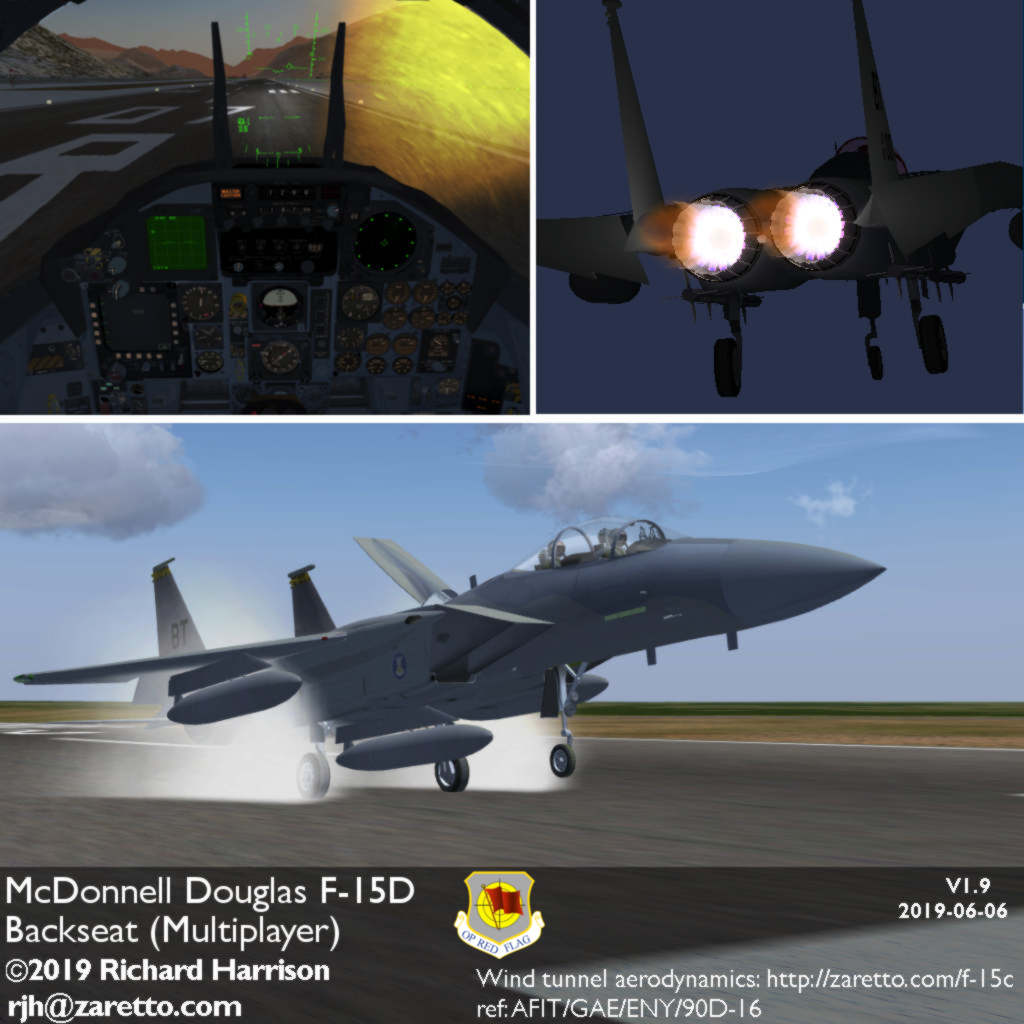 BT
McDonnell Douglas F-15D
Backseat (Multiplayer)
©2019 Richard Harrison
rjh@zaretto.com
OP RED FLAG
V1.9
2019-06-06
Wind tunnel aerodynamics: http://zaretto.com/f-15c
ref: AFIT/GAE/ENY/90D-16